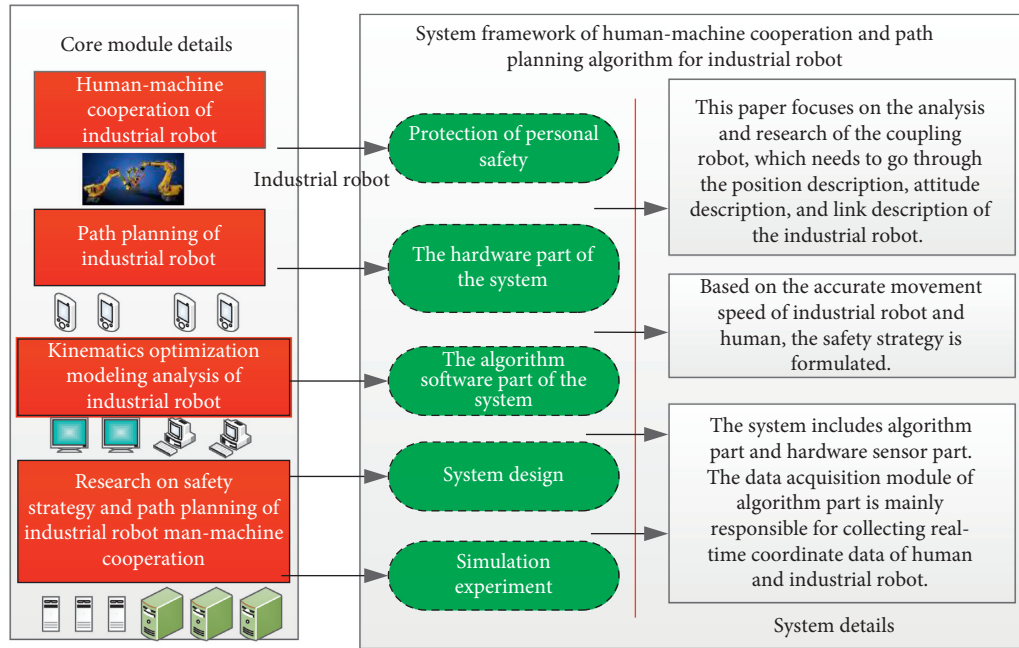 Core module details
Human-machine
cooperation of
industrial robot
Path planning of
industrial robot
Kinematics optimization
modeling analysis of
industrial robot
Research on safety
strategy and path planning of
industrial robot man-machine
cooperation
Industrial robot
System framework of human-machine cooperation and path
planning algorithm for industrial robot
Protection of personal
safety
The hardware part of
the system
The algorithm
software part of the
system
System design
Simulation
experiment
This paper focuses on the analysis
and research of the coupling
robot, which needs to go through
the position description, attitude
description, and link description of
the industrial robot.
Based on the accurate movement
speed of industrial robot and
human, the safety strategy is
formulated.
The system includes algorithm
part and hardware sensor part.
The data acquisition module of
algorithm part is mainly
responsible for collecting real-
time coordinate data of human
and industrial robot.
System details